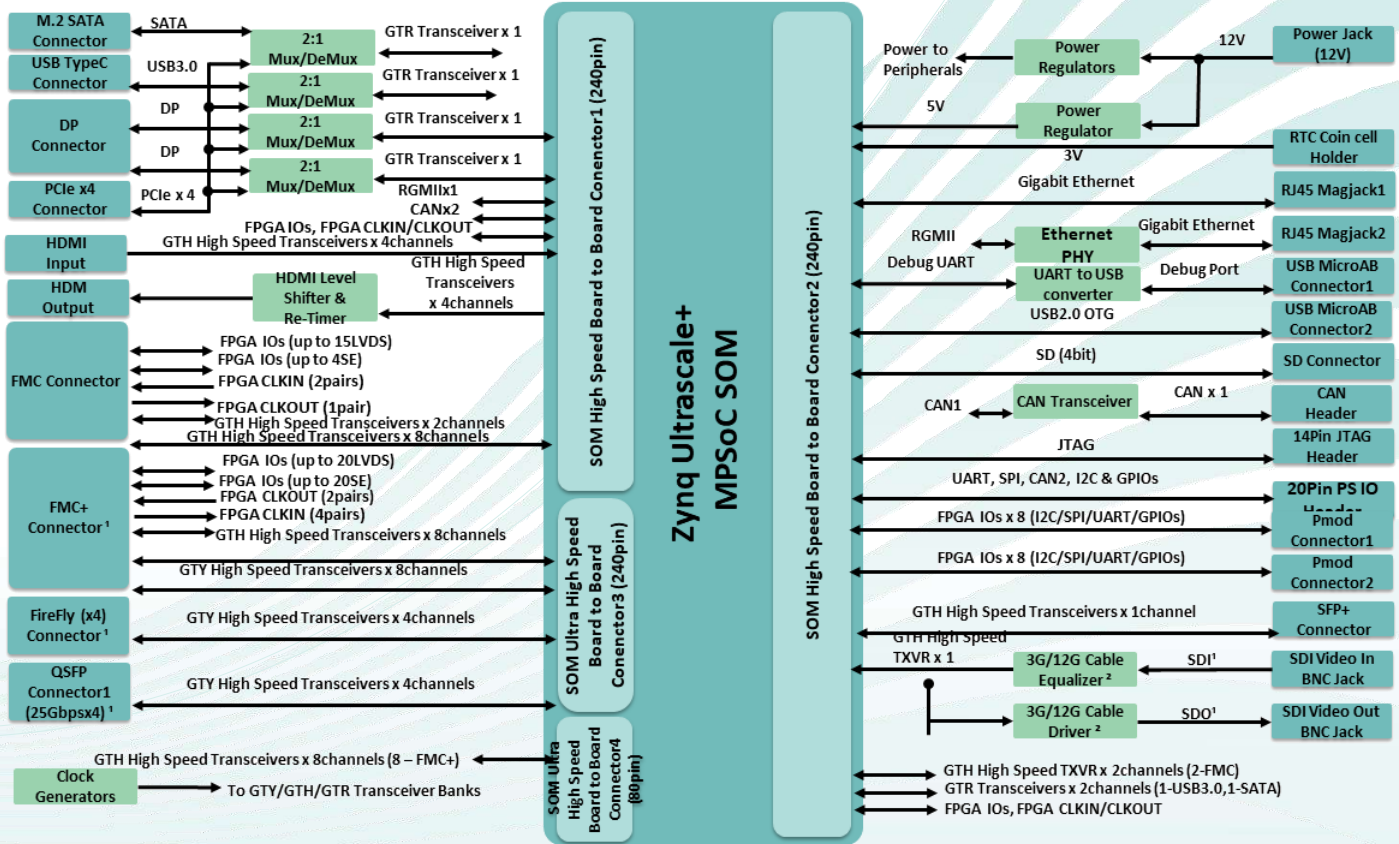 M.2 SATA
Connector
SATA
2:1
Mux/DeMux
GTR Transceiver x 1
USB TypeC
Connector
USB3.0
2:1
Mux/DeMux
GTR Transceiver x 1
DP
Connector
DP
2:1
Mux/DeMux
GTR Transceiver x 1
DP
2:1
Mux/DeMux
GTR Transceiver x 1
PCIe x4
Connector
PCIe x 4
RGMIIx1
CANx2
FPGA IOs, FPGA CLKIN/CLKOUT
HDMI
Input
GTH High Speed Transceivers x 4channels
HDM
Output
HDMI Level
Shifter &
Re-Timer
GTH High Speed
Transceivers
x 4channels
FMC Connector
FPGA IOs (up to 15LVDS)
FPGA IOs (up to 4SE)
FPGA CLKIN (2pairs)
FPGA CLKOUT (1pair)
GTH High Speed Transceivers x 2channels
GTH High Speed Transceivers x 8channels
FMC+
Connector ¹
FPGA IOs (up to 20LVDS)
FPGA IOs (up to 20SE)
FPGA CLKOUT (2pairs)
FPGA CLKIN (4pairs)
GTH High Speed Transceivers x 8channels
GTY High Speed Transceivers x 8channels
FireFly (x4)
Connector ¹
GTY High Speed Transceivers x 4channels
QSFP
Connector1
(25Gbpsx4) ¹
GTY High Speed Transceivers x 4channels
GTH High Speed Transceivers x 8channels (8 – FMC+)
Clock
Generators
To GTY/GTH/GTR Transceiver Banks
SOM High Speed Board to Board Conenctor1 (240pin)
SOM Ultra High Speed
Board to Board
Conenctor3 (240pin)
SOM Ultra
High Speed
Board to Board
Connector4
(80pin)
Zynq Ultrascale+
MPSoC SOM
SOM High Speed Board to Board Conenctor2 (240pin)
Power to
Peripherals
Power
Regulators
12V
Power Jack
(12V)
5V
Power
Regulator
3V
RTC Coin cell
Holder
Gigabit Ethernet
RJ45 Magjack1
RGMII
Ethernet
PHY
Gigabit Ethernet
RJ45 Magjack2
Debug UART
UART to USB
converter
Debug Port
USB MicroAB
Connector1
USB2.0 OTG
USB MicroAB
Connector2
SD (4bit)
SD Connector
CAN1
CAN Transceiver
CAN x 1
CAN
Header
JTAG
14Pin JTAG
Header
UART, SPI, CAN2, I2C & GPIOs
20Pin PS IO
Header
FPGA IOs x 8 (I2C/SPI/UART/GPIOs)
Pmod
Connector1
FPGA IOs x 8 (I2C/SPI/UART/GPIOs)
Pmod
Connector2
GTH High Speed Transceivers x 1channel
SFP+
Connector
GTH High Speed
TXVR x 1
3G/12G Cable
Equalizer ²
SDI¹
SDI Video In
BNC Jack
3G/12G Cable
Driver ²
SDO¹
SDI Video Out
BNC Jack
GTH High Speed TXVR x 2channels (2-FMC)
GTR Transceivers x 2channels (1-USB3.0,1-SATA)
FPGA IOs, FPGA CLKIN/CLKOUT